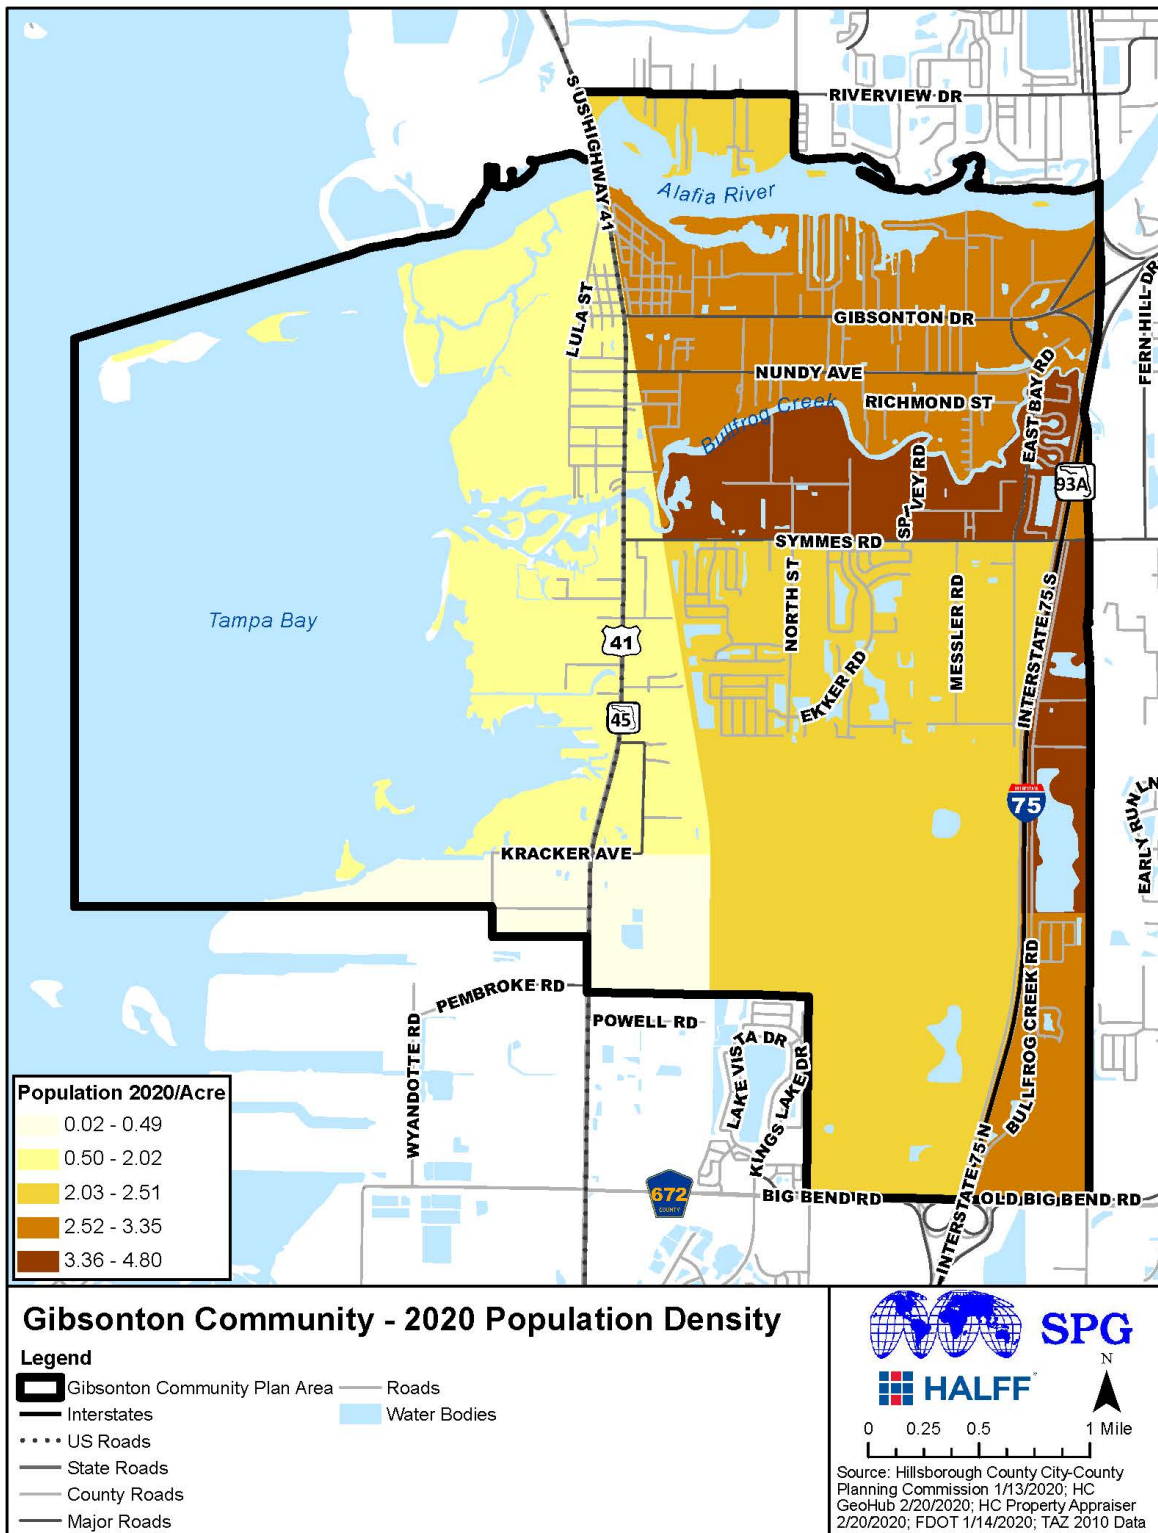 RIVERVIEW DR
S US HIGHWAY 41
Alafia River
FERN HILL DR
LULA ST
GIBSONTON DR
NUNDY AVE
EAST BAY RD
RICHMOND ST
Bullfrog Creek
93A
SPIVEY RD
SYMMES RD
NORTH ST
MESSLER RD
INTERSTATE 75 S
Tampa Bay
41
EKKER RD
45
75
EARLY RUN LN
KRACKER AVE
BULLFROG CREEK RD
PEMBROKE RD
POWELL RD
WYANDOTTE RD
LAKE VISTA DR
KINGS LAKE DR
INTERSTATE 75 N
672
COUNTY
BIG BEND RD
OLD BIG BEND RD
Population 2020/Acre
0.02 - 0.49
0.50 - 2.02
2.03 - 2.51
2.52 - 3.35
3.36 - 4.80
Gibsonton Community - 2020 Population Density
Legend
Gibsonton Community Plan Area
Interstates
US Roads
State Roads
County Roads
Major Roads
Roads
Water Bodies
SPG
HALFF
N
0 0.25 0.5 1 Mile
Source: Hillsborough County City-County
Planning Commission 1/13/2020; HC
GeoHub 2/20/2020; HC Property Appraiser
2/20/2020; FDOT 1/14/2020; TAZ 2010 Data